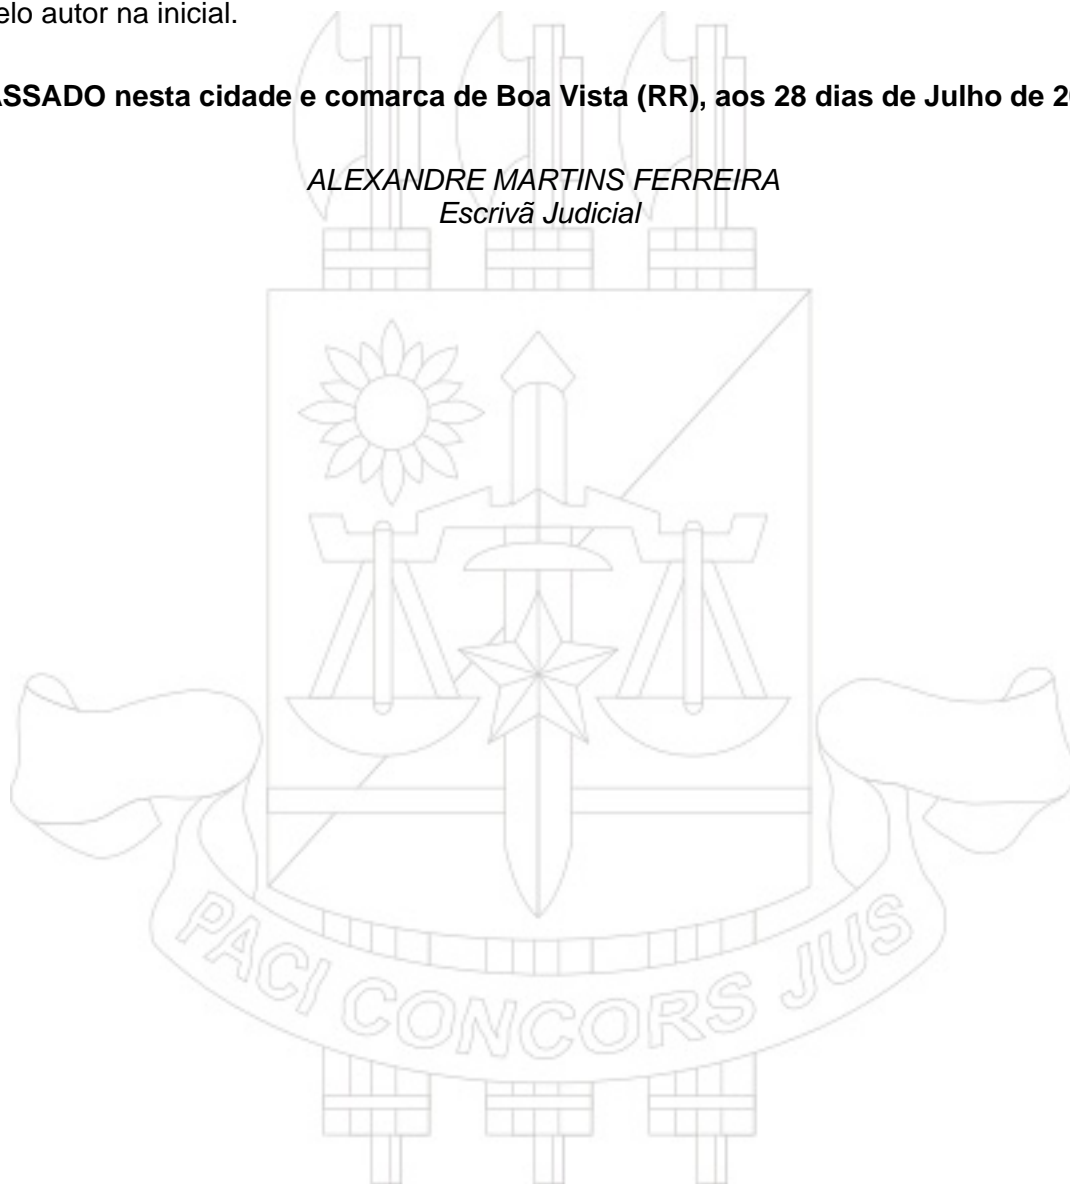 elo autor na inicial.
ASSADO nesta cidade e comarca de Boa Vista (RR), aos 28 dias de Julho de 2
ALEXANDRE MARTINS FERREIRA
Escrivã Judicial
PACI CONCORS JUS